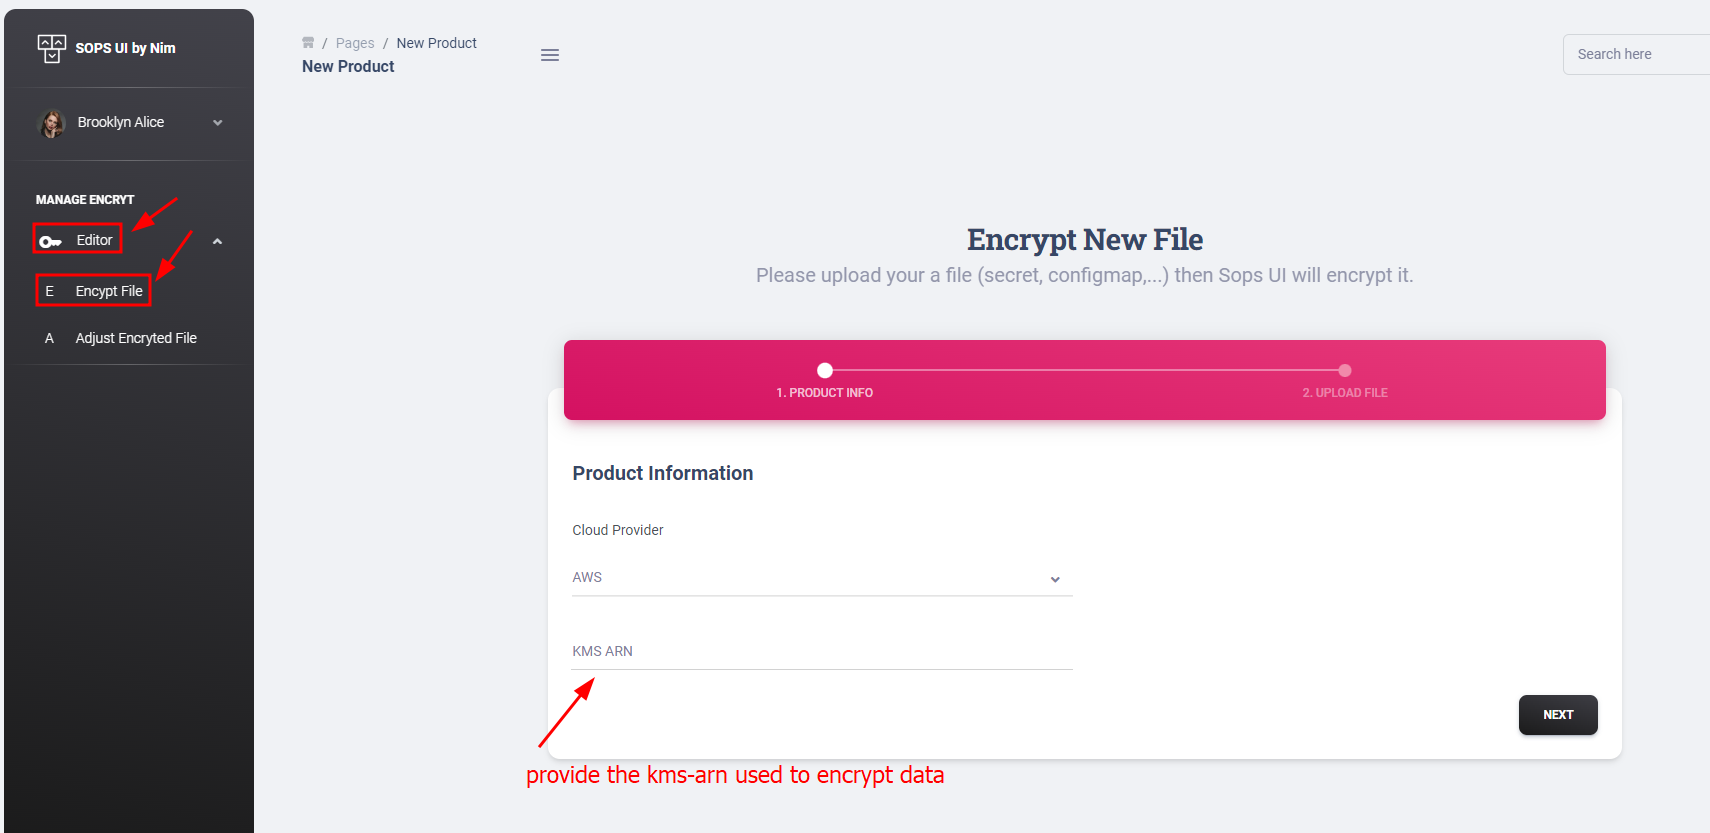 SOPS UI by Nim
Brooklyn Alice
MANAGE ENCRYT
Editor
E Encypt File
A Adjust Encryted File
/ Pages / New Product
New Product
Search here
Encrypt New File
Please upload your a file (secret, configmap,...) then Sops UI will encrypt it.
1. PRODUCT INFO
2. UPLOAD FILE
Product Information
Cloud Provider
AWS
KMS ARN
NEXT
provide the kms-arn used to encrypt data